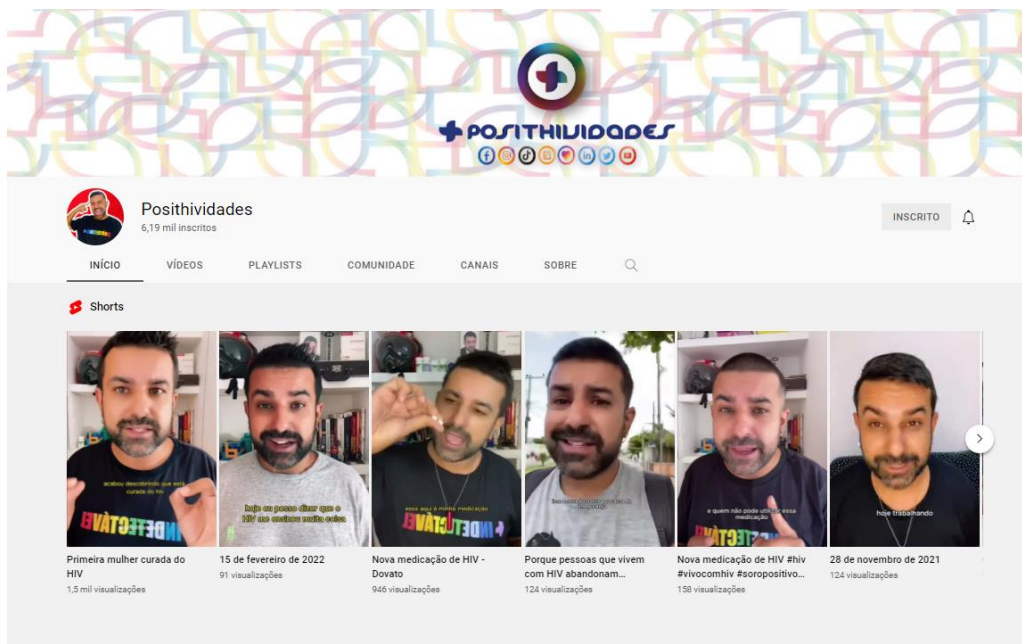 + POSITHIVIDADES
Posithividades
6,19 mil inscritos
INSCRITO
INÍCIO VÍDEOS PLAYLISTS COMUNIDADE CANAIS SOBRE
Shorts
acabou descobrindo que está
curada do hiv
INDETECTÁVEL
hoje eu posso dizer que o
HIV me ensinou muita coisa
essa aqui a minha medicação
INDETECTÁVEL
e quem não pode utilizar essa
medicação
INDETECTÁV
hoje trabalhando
Primeira mulher curada do
HIV
1,5 mil visualizações
15 de fevereiro de 2022
91 visualizações
Nova medicação de HIV -
Dovato
946 visualizações
Porque pessoas que vivem
com HIV abandonam...
124 visualizações
Nova medicação de HIV #hiv
#vivocomhiv #soropositivo...
158 visualizações
28 de novembro de 2021
124 visualizações